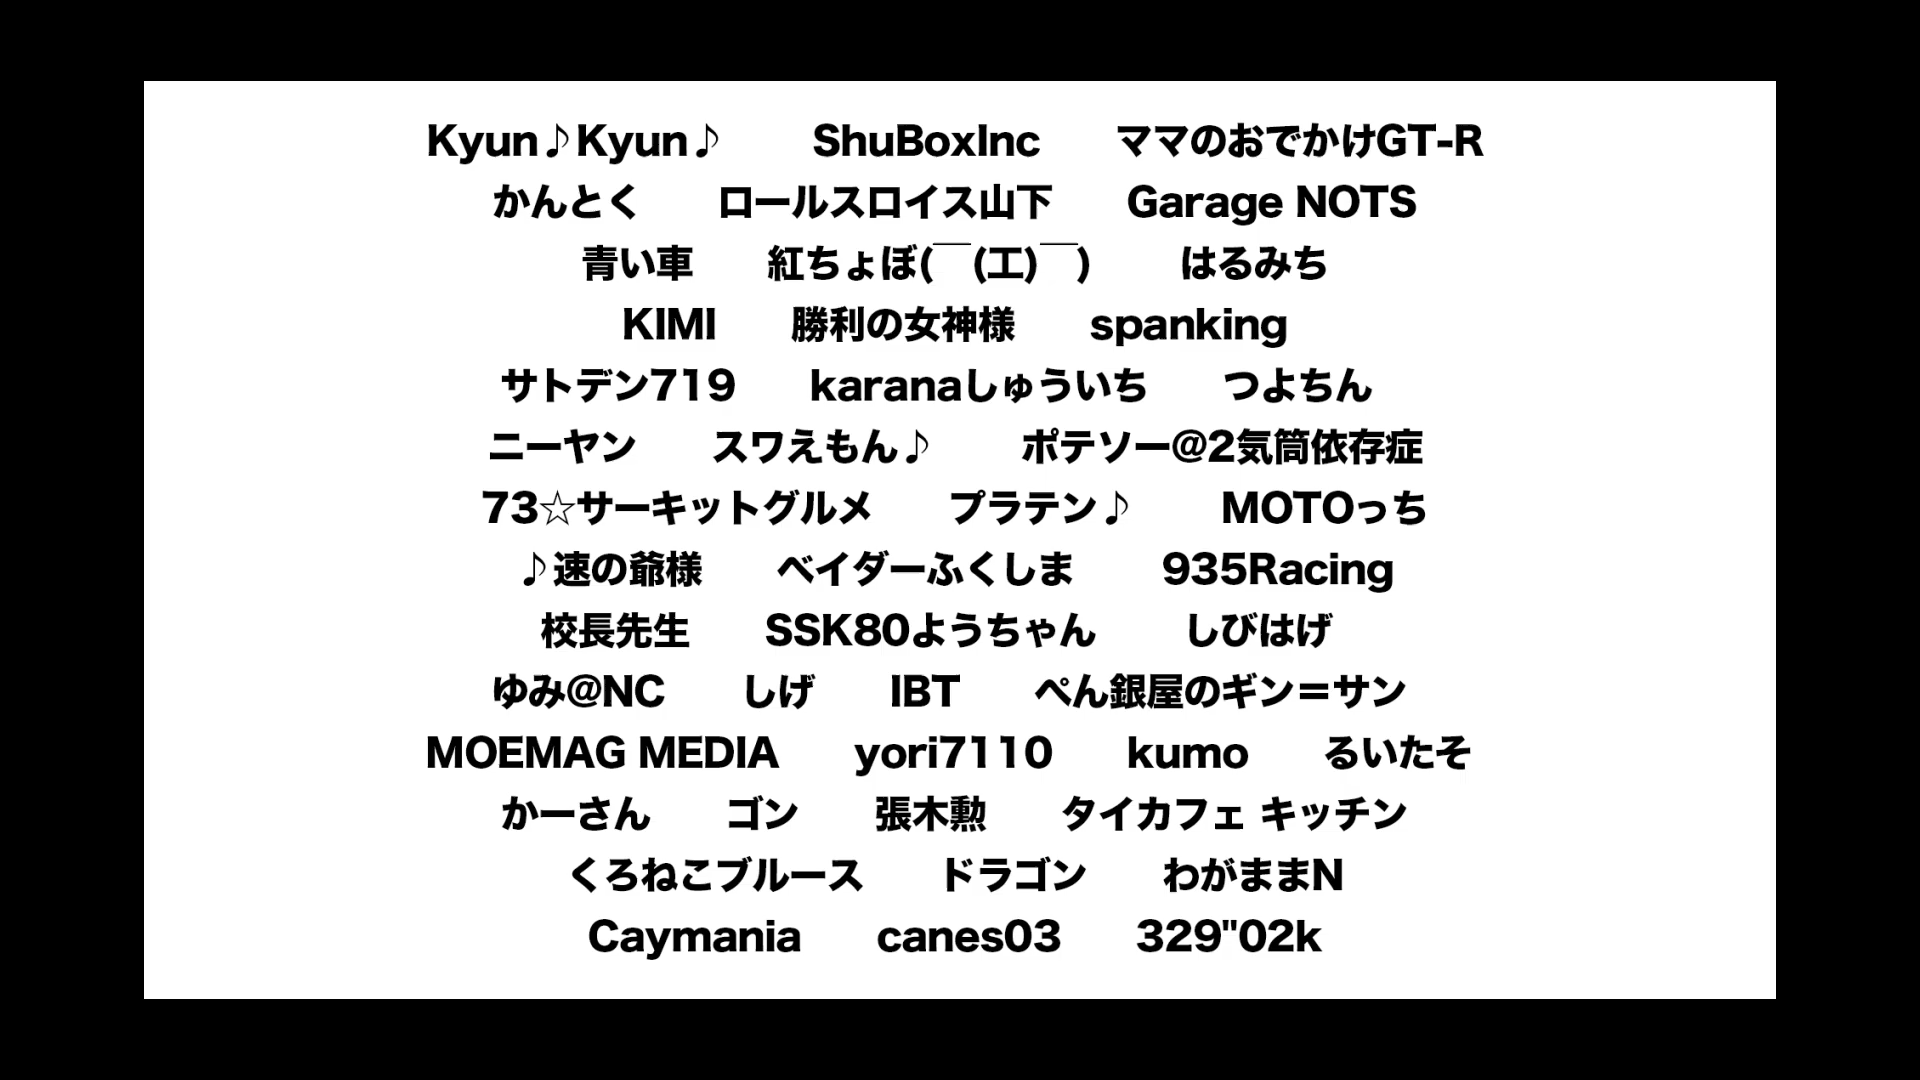 Kyun♪Kyun♪　ShuBoxInc　ママのおでかけGT-R
かんとく　ロールスロイス山下　Garage NOTS
青い車　紅ちょぼ(￣(工)￣)　はるみち
KIMI　勝利の女神様　spanking
サトデン719　karanaしゅういち　つよちん
ニーヤン　スワえもん♪　ポテソー@2気筒依存症
73☆サーキットグルメ　プラテン♪　MOTOっち
♪速の爺様　ベイダーふくしま　935Racing
校長先生　SSK80ようちゃん　しびはげ
ゆみ@NC　しげ　IBT　ぺん銀屋のギン＝サン
MOEMAG MEDIA　yori7110　kumo　るいたそ
かーさん　ゴン　張木勲　タイカフェ キッチン
くろねこブルース　ドラゴン　わがままN
Caymania　canes03　329"02k